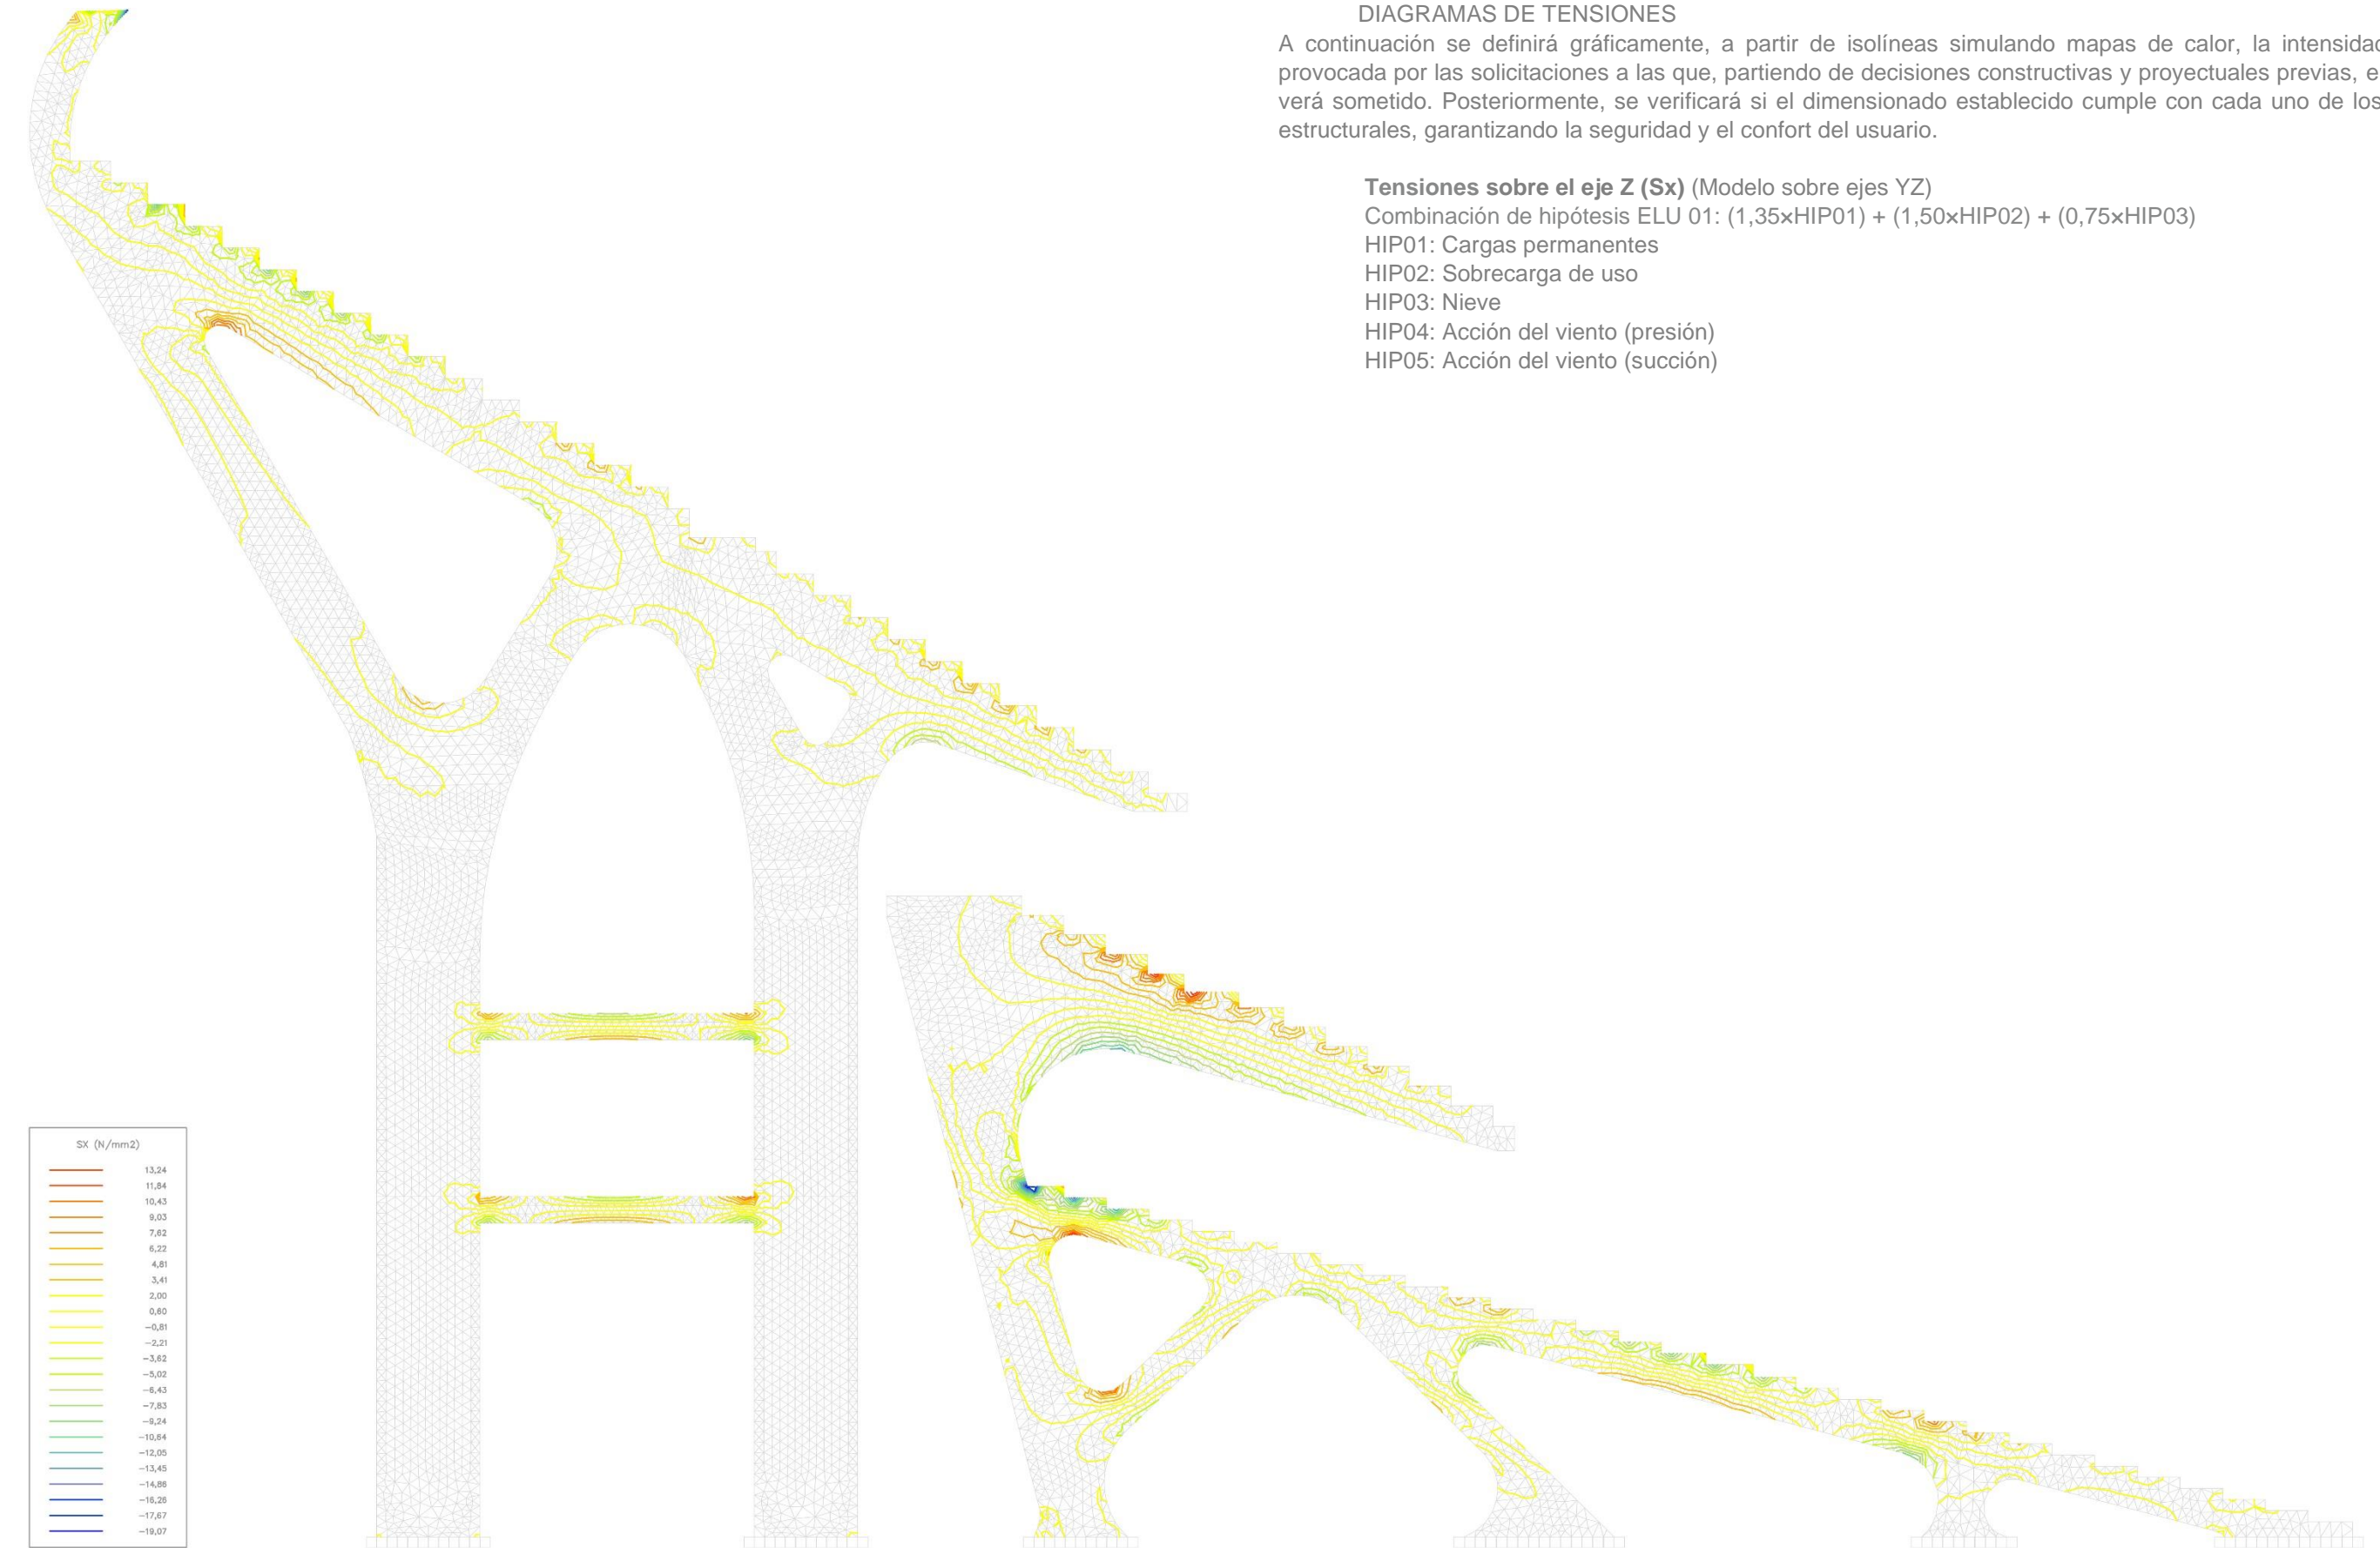 DIAGRAMAS DE TENSIONES
A continuación se definirá gráficamente, a partir de isolíneas simulando mapas de calor, la intensidad
provocada por las solicitaciones a las que, partiendo de decisiones constructivas y proyectuales previas, e
verá sometido. Posteriormente, se verificará si el dimensionado establecido cumple con cada uno de los
estructurales, garantizando la seguridad y el confort del usuario.
Tensiones sobre el eje Z (Sx) (Modelo sobre ejes YZ)
Combinación de hipótesis ELU 01: (1,35×HIP01) + (1,50×HIP02) + (0,75×HIP03)
HIP01: Cargas permanentes
HIP02: Sobrecarga de uso
HIP03: Nieve
HIP04: Acción del viento (presión)
HIP05: Acción del viento (succión)
SX (N/mm2)
13,24
11,84
10,43
9,03
7,62
6,22
4,81
3,41
2,00
0,60
-0,81
-2,21
-3,62
-5,02
-6,43
-7,83
-9,24
-10,64
-12,05
-13,45
-14,86
-16,26
-17,67
-19,07